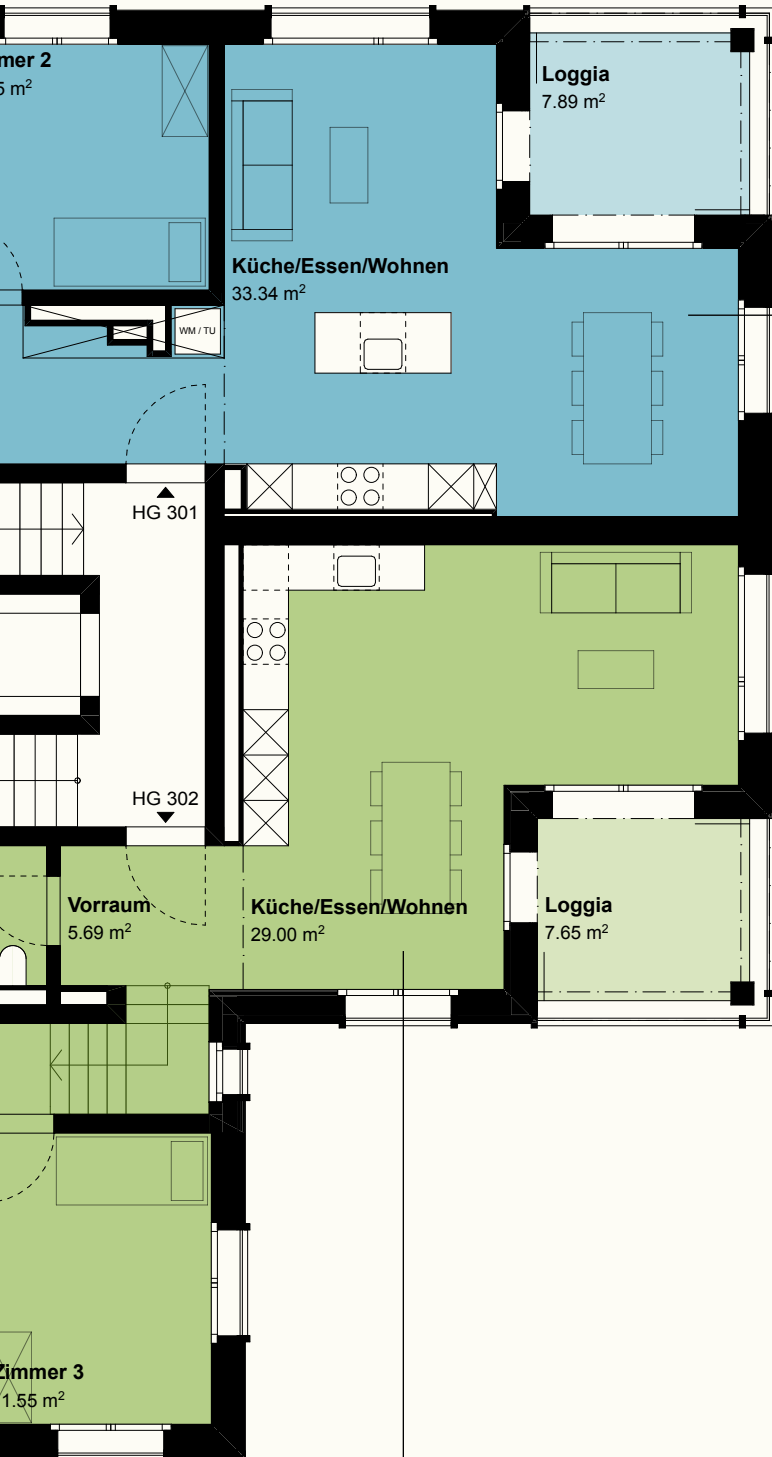 mer 2
5 m²
Loggia
7.89 m²
Küche/Essen/Wohnen
33.34 m²
WM / TU
HG 301
HG 302
Vorraum
5.69 m²
Küche/Essen/Wohnen
29.00 m²
Loggia
7.65 m²
Zimmer 3
1.55 m²